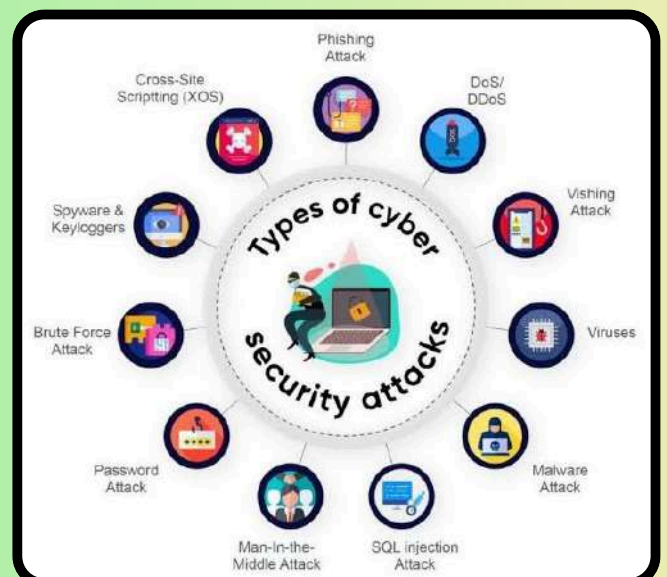 Phishing
Attack
DoS/
DDoS
Cross-Site
Scriptting (XOS)
Vishing
Attack
Spyware &
Keyloggers
Types of cyber
security attacks
Viruses
Brute Force
Attack
Malware
Attack
Password
Attack
SQL injection
Attack
Man-In-the-
Middle Attack